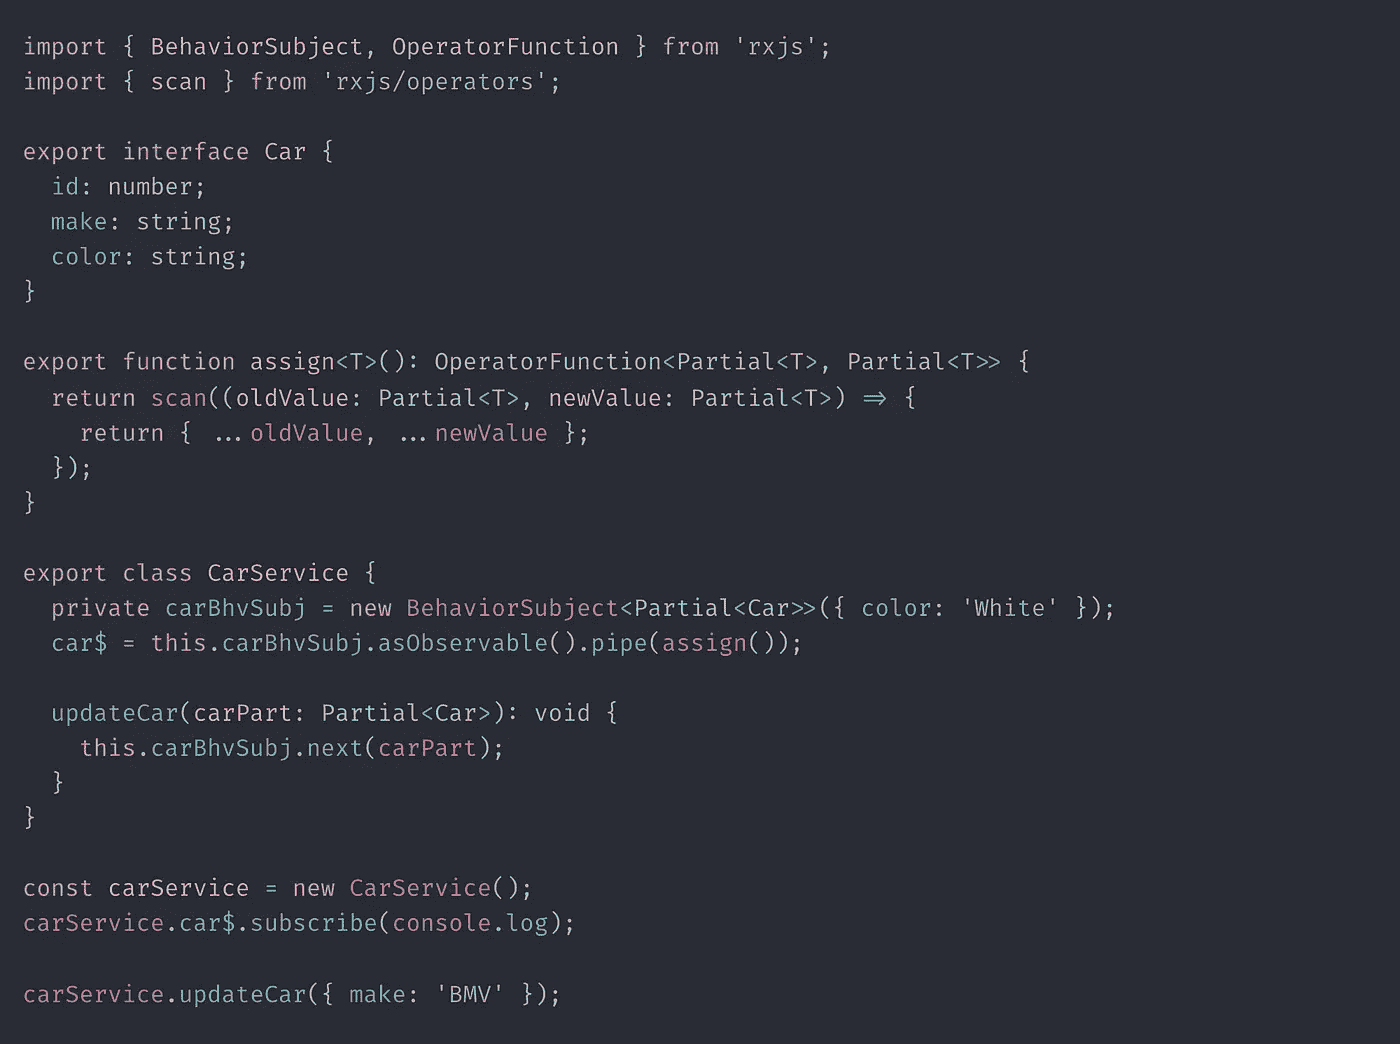 import { BehaviorSubject, OperatorFunction } from 'rxjs';
import { scan } from 'rxjs/operators';

export interface Car {
  id: number;
  make: string;
  color: string;
}

export function assign<T>(): OperatorFunction<Partial<T>, Partial<T>> {
  return scan((oldValue: Partial<T>, newValue: Partial<T>) => {
    return { ...oldValue, ...newValue };
  });
}

export class CarService {
  private carBhvSubj = new BehaviorSubject<Partial<Car>>({ color: 'White' });
  car$ = this.carBhvSubj.asObservable().pipe(assign());

  updateCar(carPart: Partial<Car>): void {
    this.carBhvSubj.next(carPart);
  }
}

const carService = new CarService();
carService.car$.subscribe(console.log);

carService.updateCar({ make: 'BMV' });